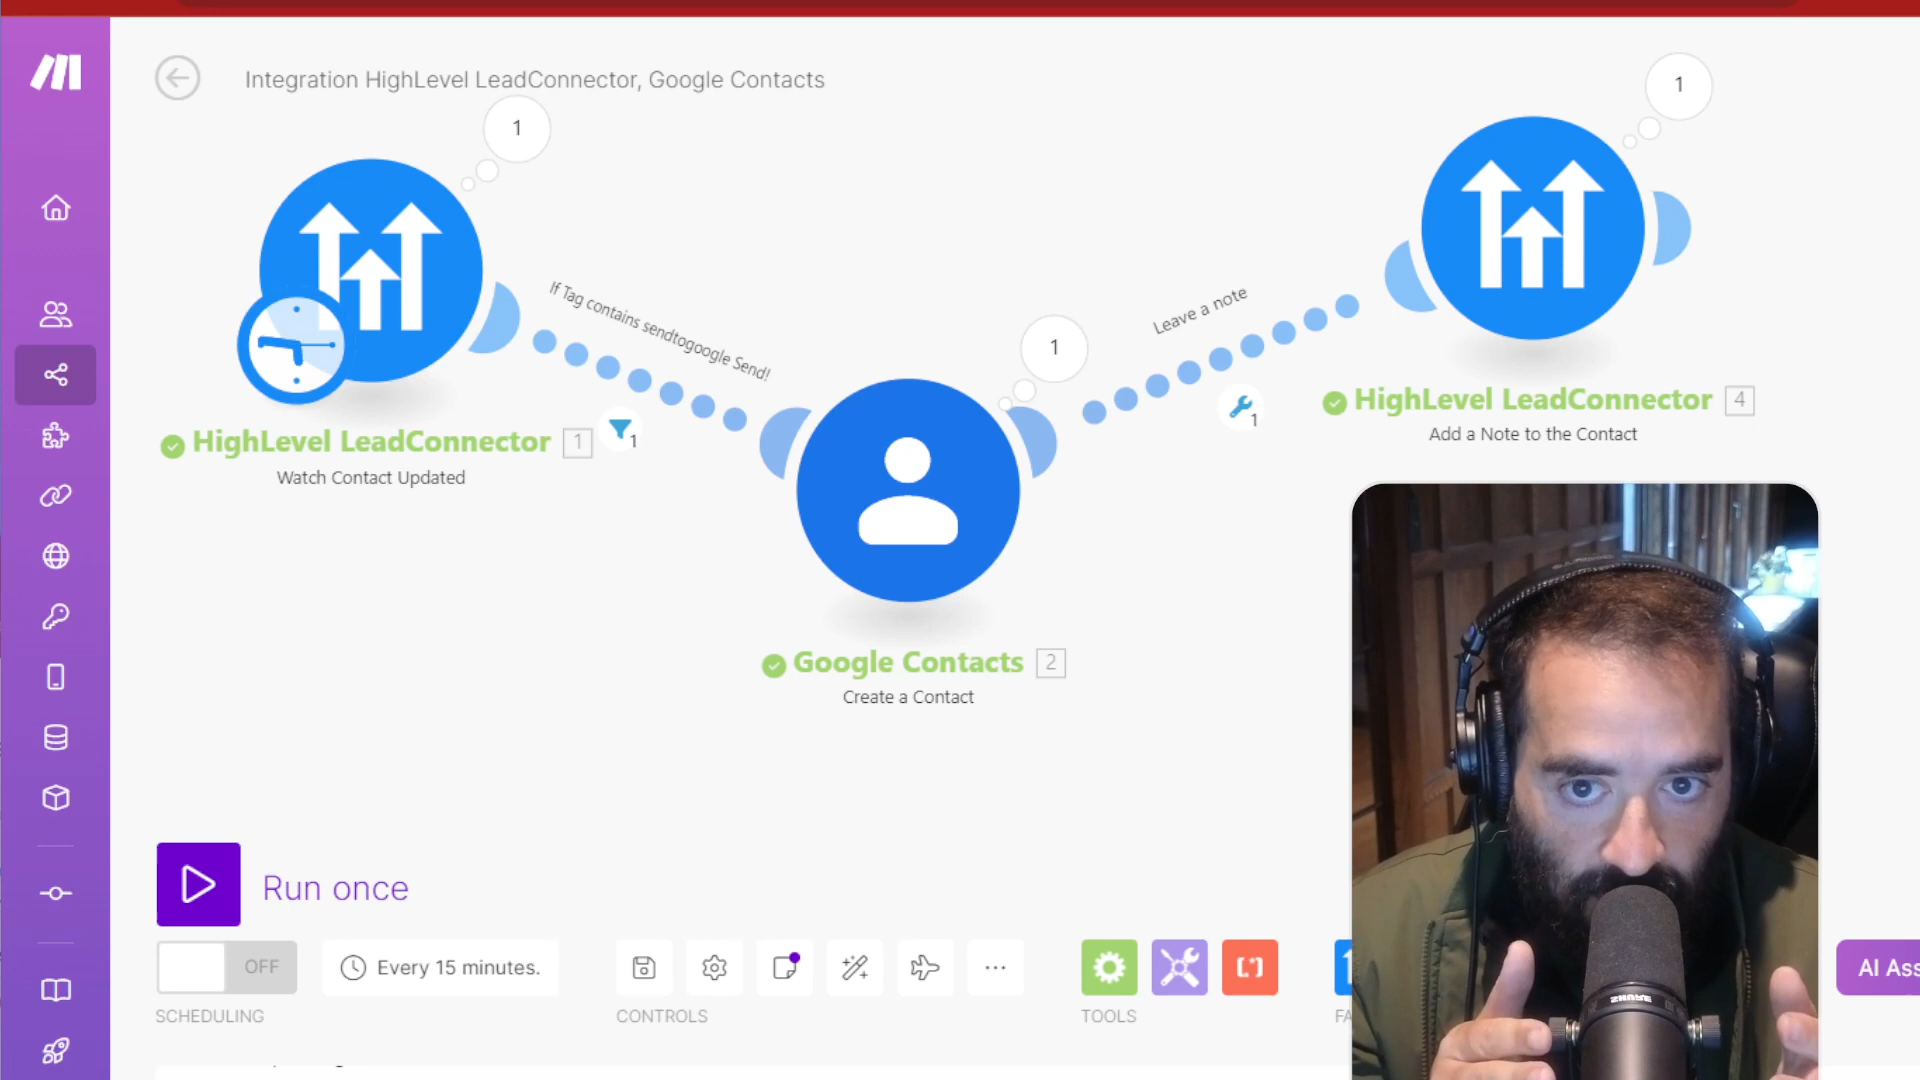 Integration HighLevel LeadConnector, Google Contacts
1
1
If Tag contains sendtogoogle Send!
Leave a note
1
HighLevel LeadConnector 1
1
Watch Contact Updated
1
HighLevel LeadConnector 4
Add a Note to the Contact
Google Contacts 2
Create a Contact
Run once
OFF
Every 15 minutes.
SCHEDULING
CONTROLS
TOOLS
FA
AI Ass
SHURE